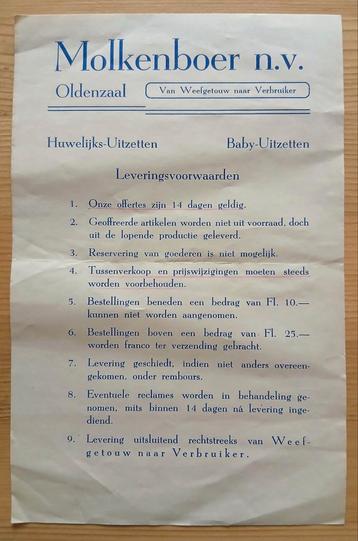 Molkenboer n.v.
Oldenzaal
Van Weefgetouw naar Verbruiker
Huwelijks-Uitzetten Baby-Uitzetten
Leveringsvoorwaarden
1. Onze offertes zijn 14 dagen geldig.
2. Geoffreerde artikelen worden niet uit voorraad, doch
uit de lopende productie geleverd.
3. Reservering van goederen is niet mogelijk.
4. Tussenverkoop en prijswijzigingen moeten steeds
worden voorbehouden.
5. Bestellingen beneden een bedrag van Fl. 10.—
kunnen niet worden aangenomen.
6. Bestellingen boven een bedrag van Fl. 25.—
worden franco ter verzending gebracht.
7. Levering geschiedt, indien niet anders overeen-
gekomen, onder rembours.
8. Eventuele reclames worden in behandeling ge-
nomen, mits binnen 14 dagen ná levering inge-
diend.
9. Levering uitsluitend rechtstreeks van Weef-
getouw naar Verbruiker.